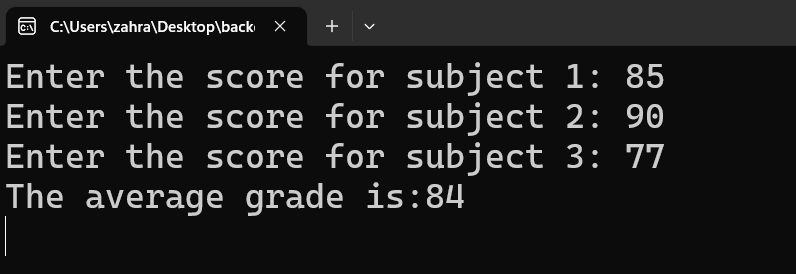 C:\Users\zahra\Desktop\back
Enter the score for subject 1: 85
Enter the score for subject 2: 90
Enter the score for subject 3: 77
The average grade is:84